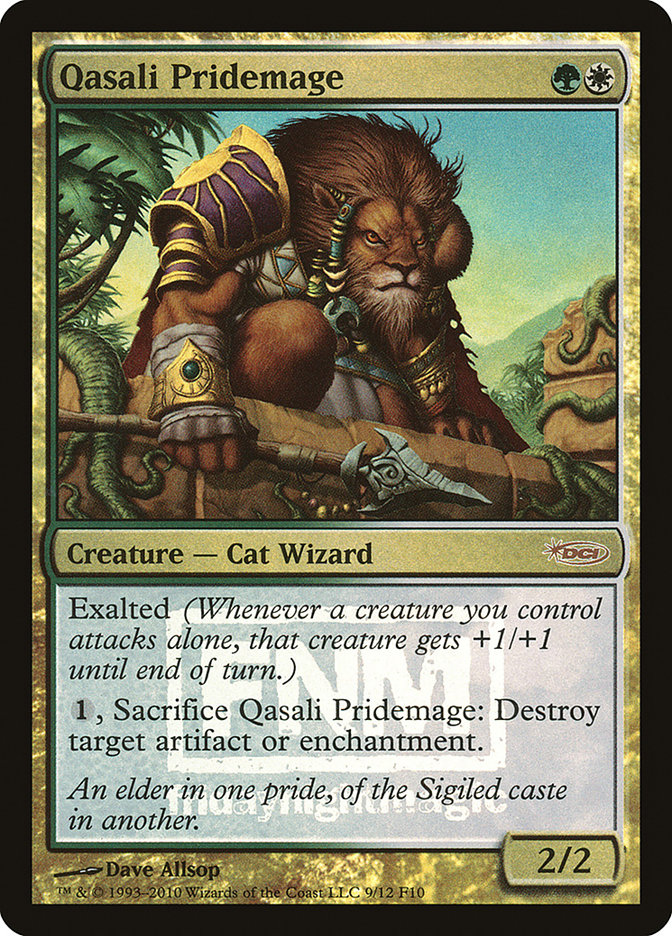 Qasali Pridemage
Creature — Cat Wizard
DCI
Exalted (Whenever a creature you control
attacks alone, that creature gets +1/+1
until end of turn.)
1, Sacrifice Qasali Pridemage: Destroy
target artifact or enchantment.
An elder in one pride, of the Sigiled caste
in another.
FNM
fridaynightmagic
2/2
Dave Allsop
™ & © 1993–2010 Wizards of the Coast LLC 9/12 F10